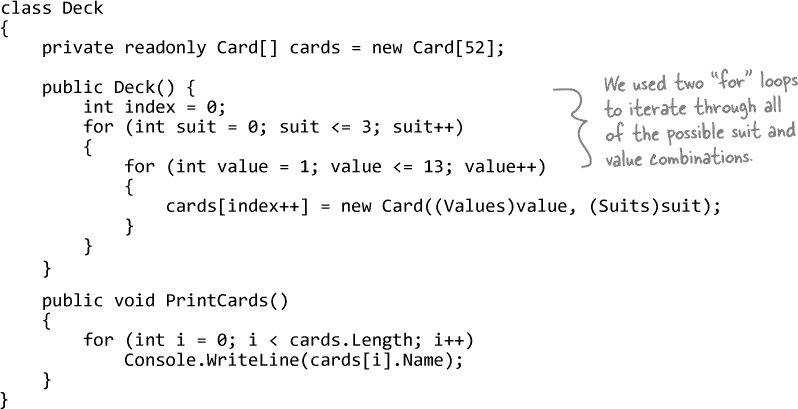 class Deck
{
    private readonly Card[] cards = new Card[52];
    public Deck() {
        int index = 0;
        for (int suit = 0; suit <= 3; suit++)
        {
            for (int value = 1; value <= 13; value++)
            {
                cards[index++] = new Card((Values)value, (Suits)suit);
            }
        }
    }
    public void PrintCards()
    {
        for (int i = 0; i < cards.Length; i++)
            Console.WriteLine(cards[i].Name);
    }
}
We used two “for” loops
to iterate through all
of the possible suit and
value combinations.